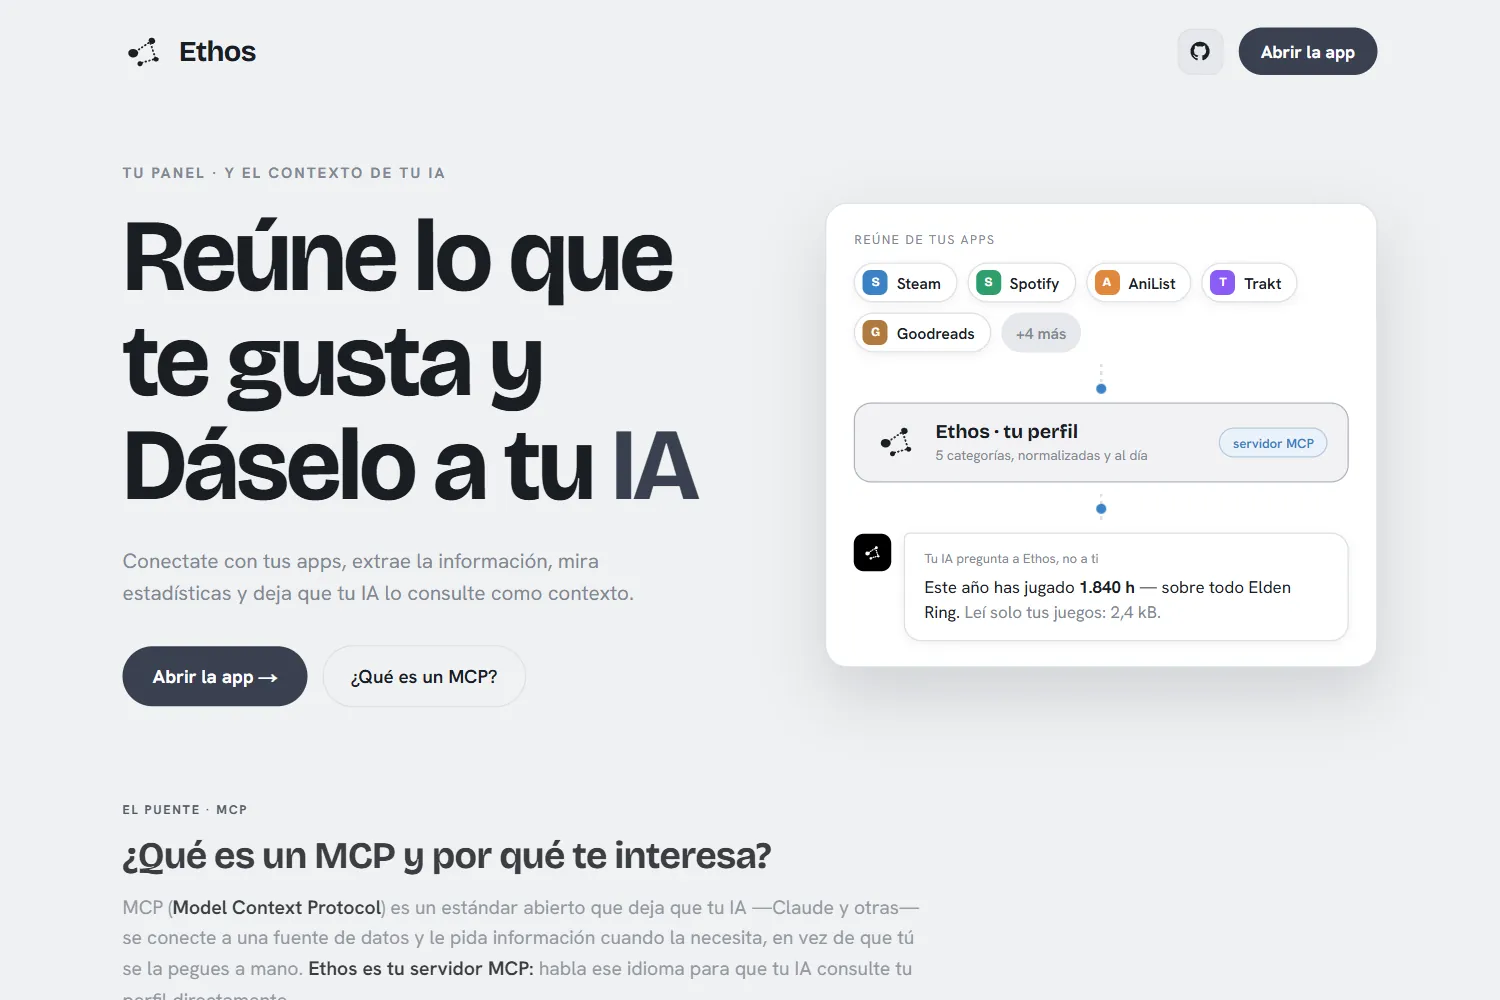 Ethos
Abrir la app
TU PANEL · Y EL CONTEXTO DE TU IA
Reúne lo que
te gusta y
Dáselo a tu IA
Conectate con tus apps, extrae la información, mira
estadísticas y deja que tu IA lo consulte como contexto.
Abrir la app →
¿Qué es un MCP?
REÚNE DE TUS APPS
S Steam
S Spotify
A AniList
T Trakt
G Goodreads
+4 más
Ethos · tu perfil
5 categorías, normalizadas y al día
servidor MCP
Tu IA pregunta a Ethos, no a ti
Este año has jugado 1.840 h — sobre todo Elden
Ring. Leí solo tus juegos: 2,4 kB.
EL PUENTE · MCP
¿Qué es un MCP y por qué te interesa?
MCP (Model Context Protocol) es un estándar abierto que deja que tu IA —Claude y otras—
se conecte a una fuente de datos y le pida información cuando la necesita, en vez de que tú
se la pegues a mano. Ethos es tu servidor MCP: habla ese idioma para que tu IA consulte tu
perfil directamente.